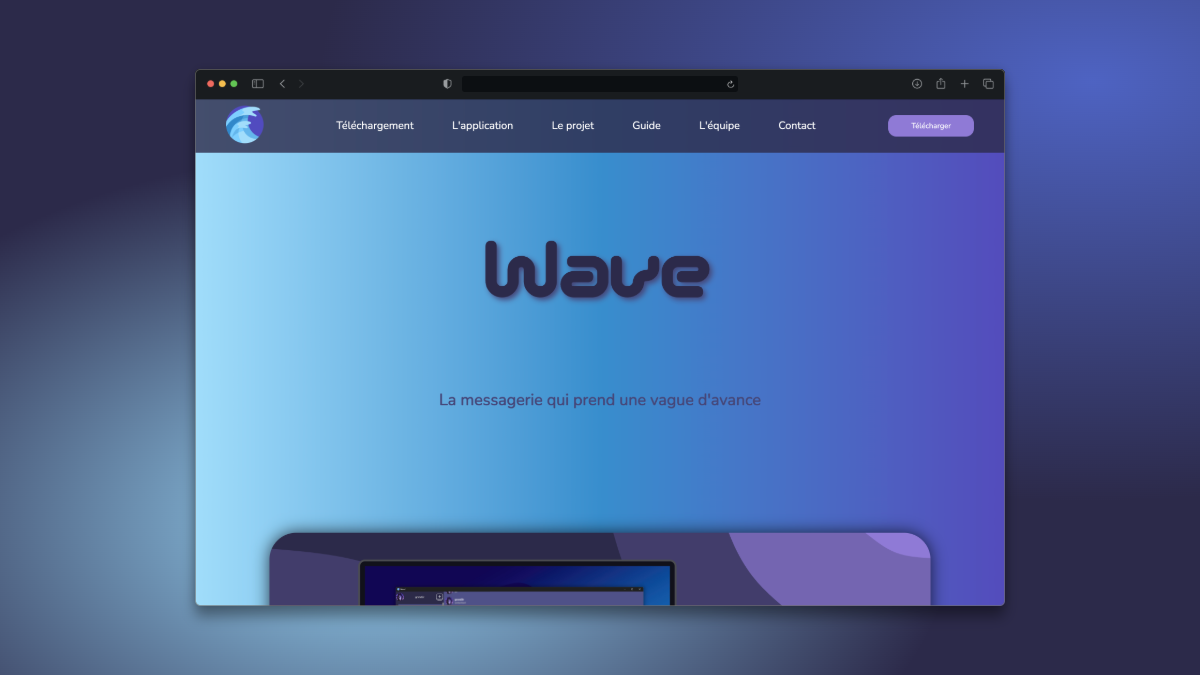 Téléchargement L'application Le projet Guide L'équipe Contact Télécharger
Wave
La messagerie qui prend une vague d'avance